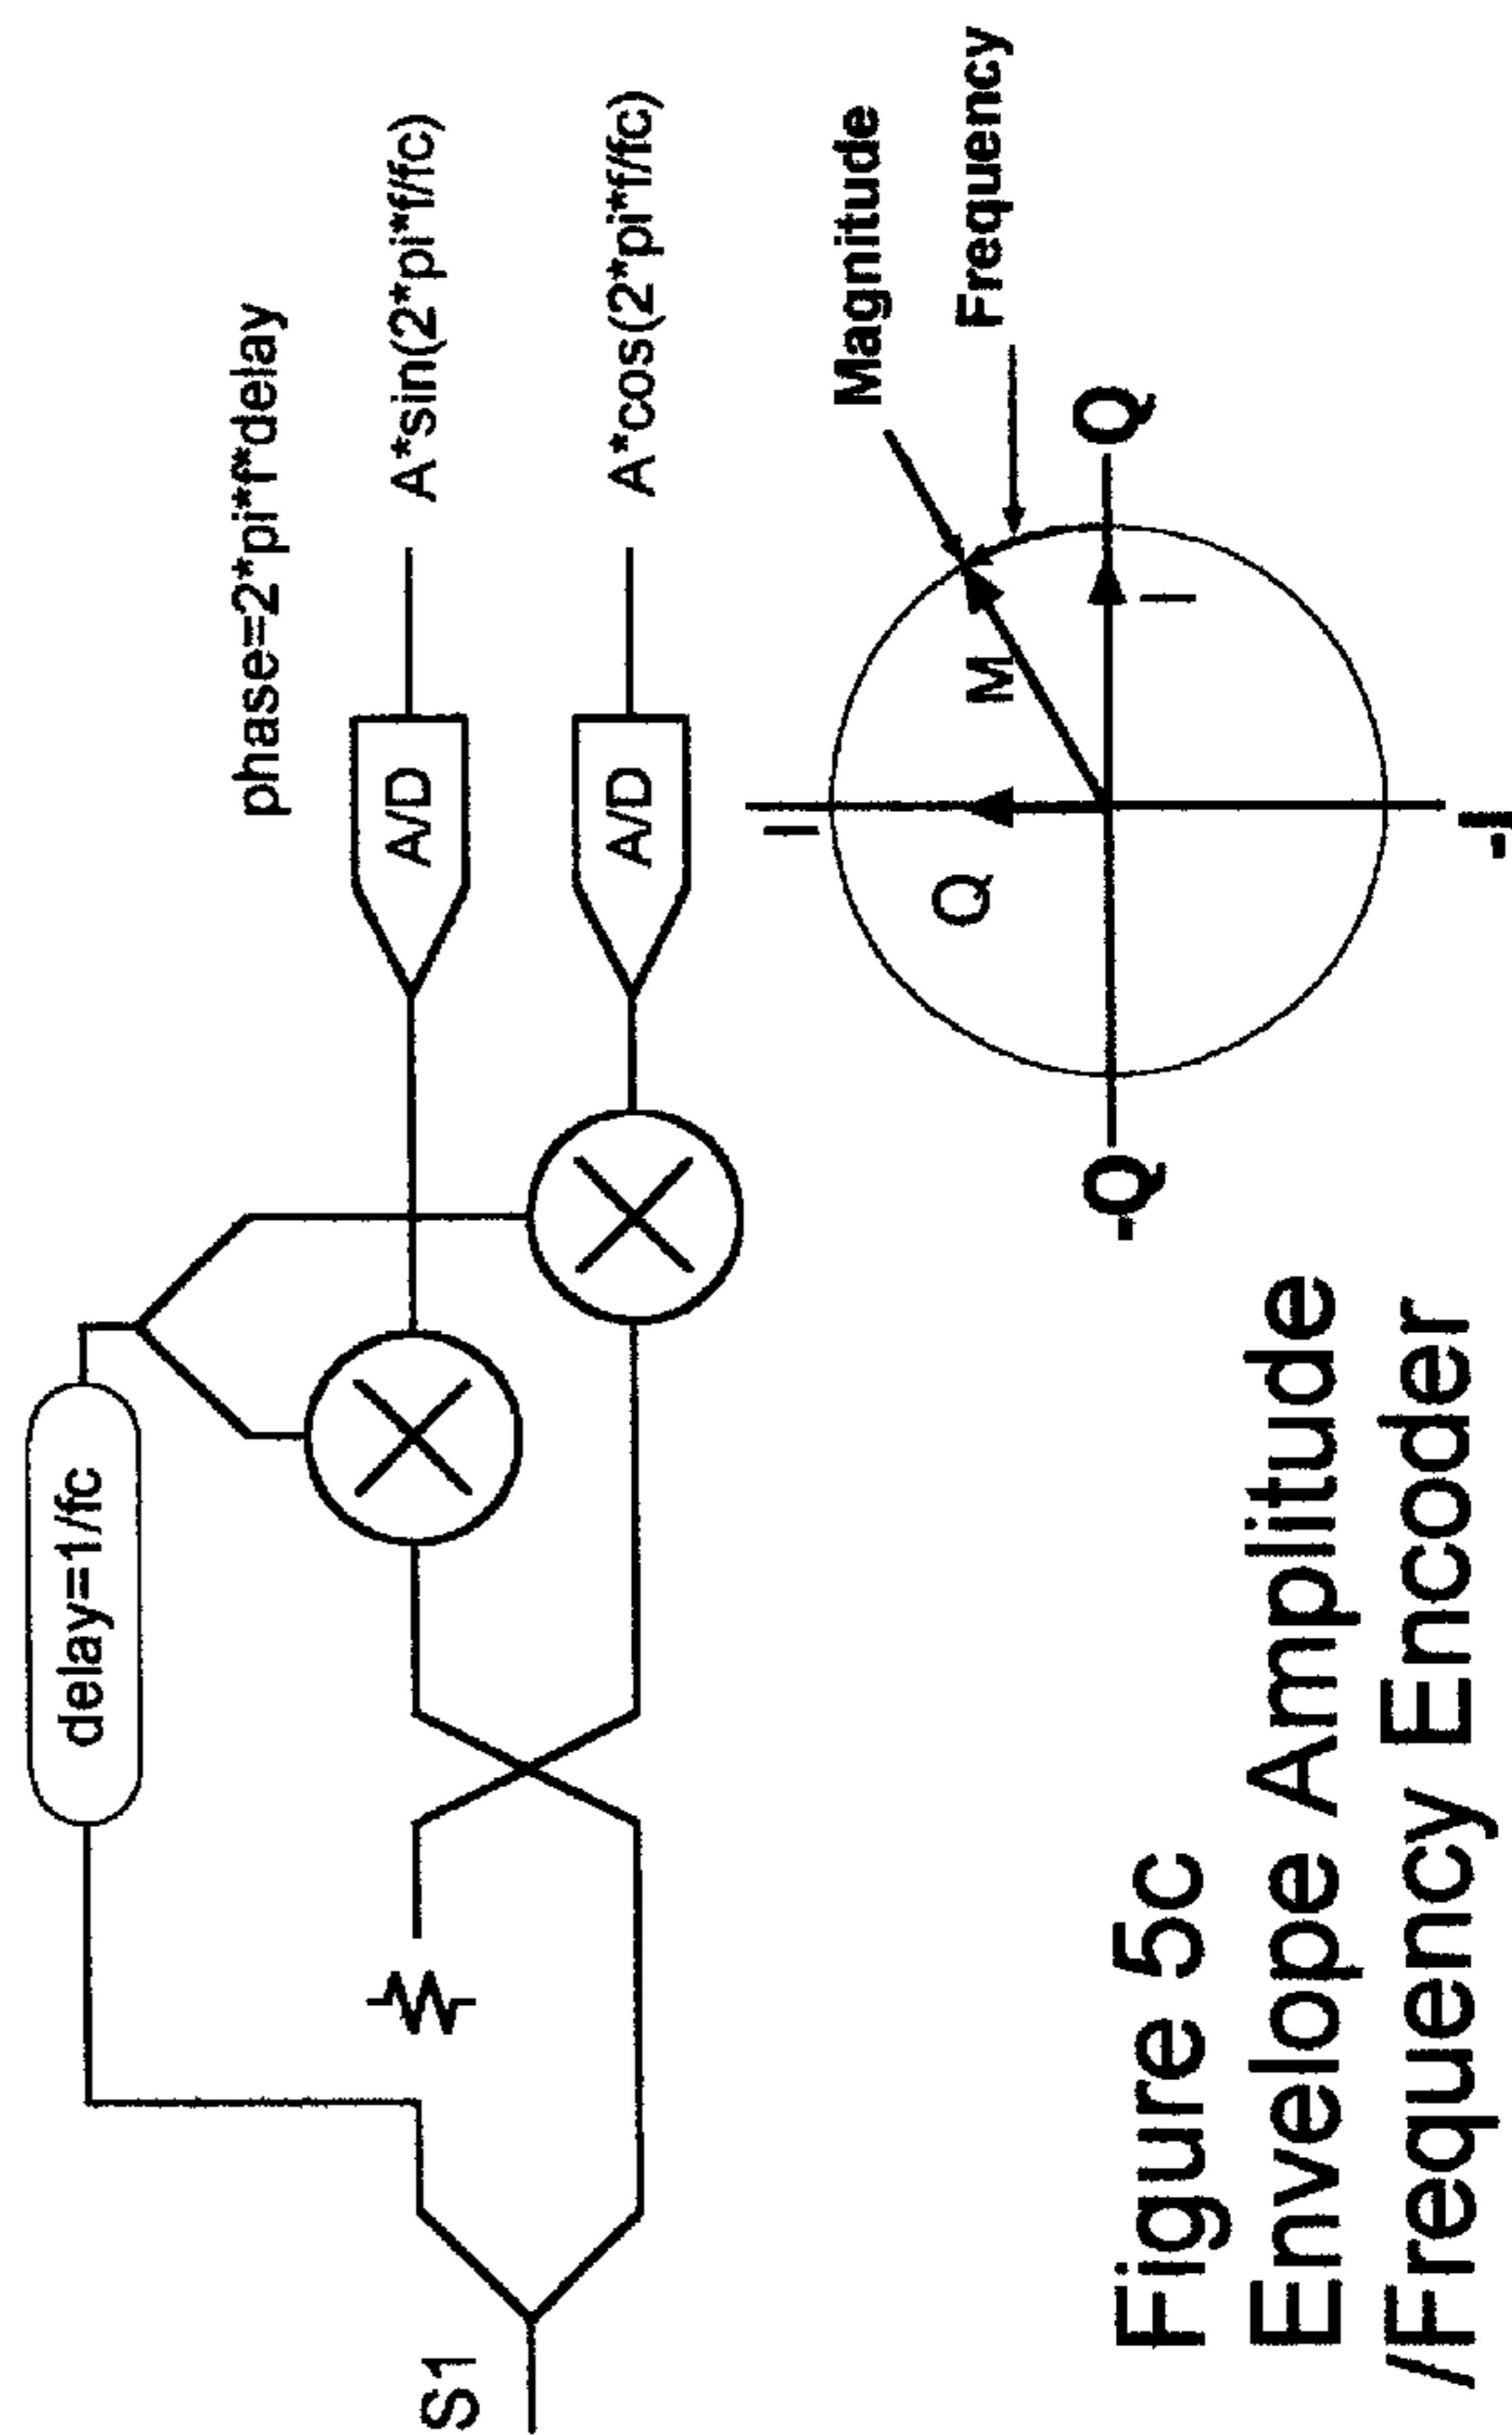 delay=1/fc
phase=2*pi*f*delay
A/D
A*sin(2*pi*f/fc)
S1
A/D
A*cos(2*pi*f/fc)
I
Magnitude
Q
M
Frequency
-Q
I
Q
-I
Figure 5c
Envelope Amplitude
/Frequency Encoder